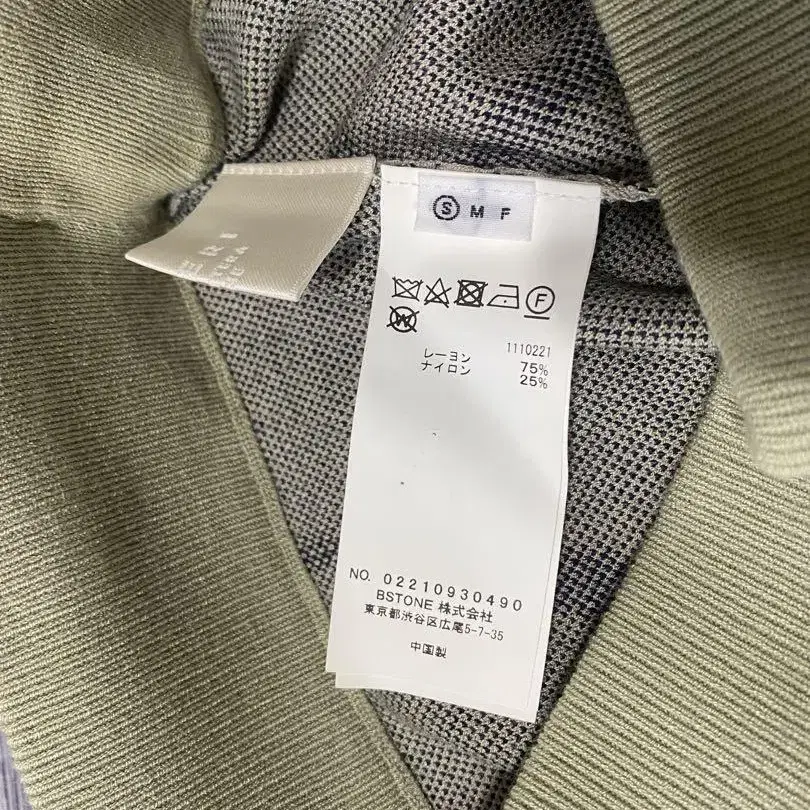 Ⓢ M F
F
W
1110221
レーヨン 75%
ナイロン 25%
NO. 02210930490
BSTONE 株式会社
東京都渋谷区広尾5-7-35
中国製